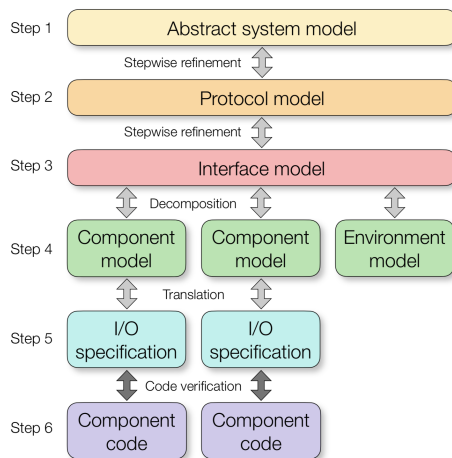 Step 1
Abstract system model
Stepwise refinement
Step 2
Protocol model
Stepwise refinement
Step 3
Interface model
Decomposition
Step 4
Component
model
Component
model
Environment
model
Translation
Step 5
I/O
specification
I/O
specification
Code verification
Step 6
Component
code
Component
code